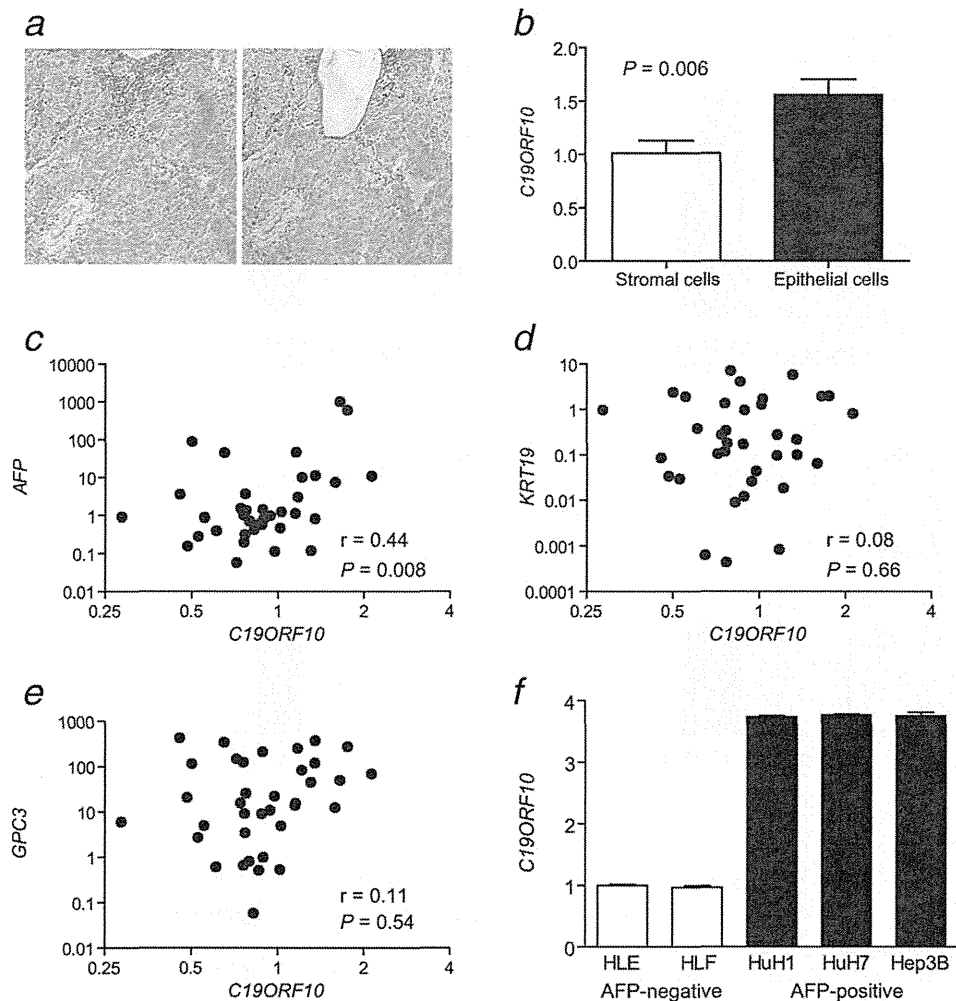 a
b
2.0
1.5
1.0
0.5
0.0
C19ORF10
P = 0.006
Stromal cells
Epithelial cells
c
10000
1000
100
10
1
0.1
0.01
AFP
r = 0.44
P = 0.008
0.25
0.5
1
2
4
C19ORF10
d
10
1
0.1
0.01
0.001
0.0001
KRT19
r = 0.08
P = 0.66
0.25
0.5
1
2
4
C19ORF10
e
1000
100
10
1
0.1
0.01
GPC3
r = 0.11
P = 0.54
0.25
0.5
1
2
4
C19ORF10
f
4
3
2
1
0
C19ORF10
HLE
HLF
HuH1
HuH7
Hep3B
AFP-negative
AFP-positive